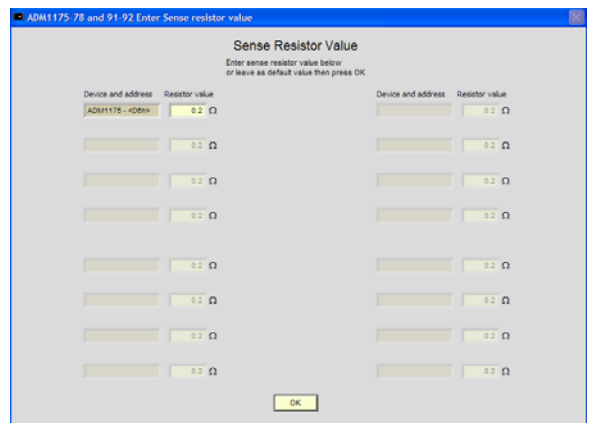 ADM1175-78 and 91-92 Enter Sense resistor value
Sense Resistor Value
Enter sense resistor value below
or leave as default value then press OK
Device and address Resistor value Device and address Resistor value
ADM1175 - <D6h> 0.2 Ω 0.2 Ω
0.2 Ω 0.2 Ω
0.2 Ω 0.2 Ω
0.2 Ω 0.2 Ω
0.2 Ω 0.2 Ω
0.2 Ω 0.2 Ω
0.2 Ω 0.2 Ω
0.2 Ω 0.2 Ω
OK